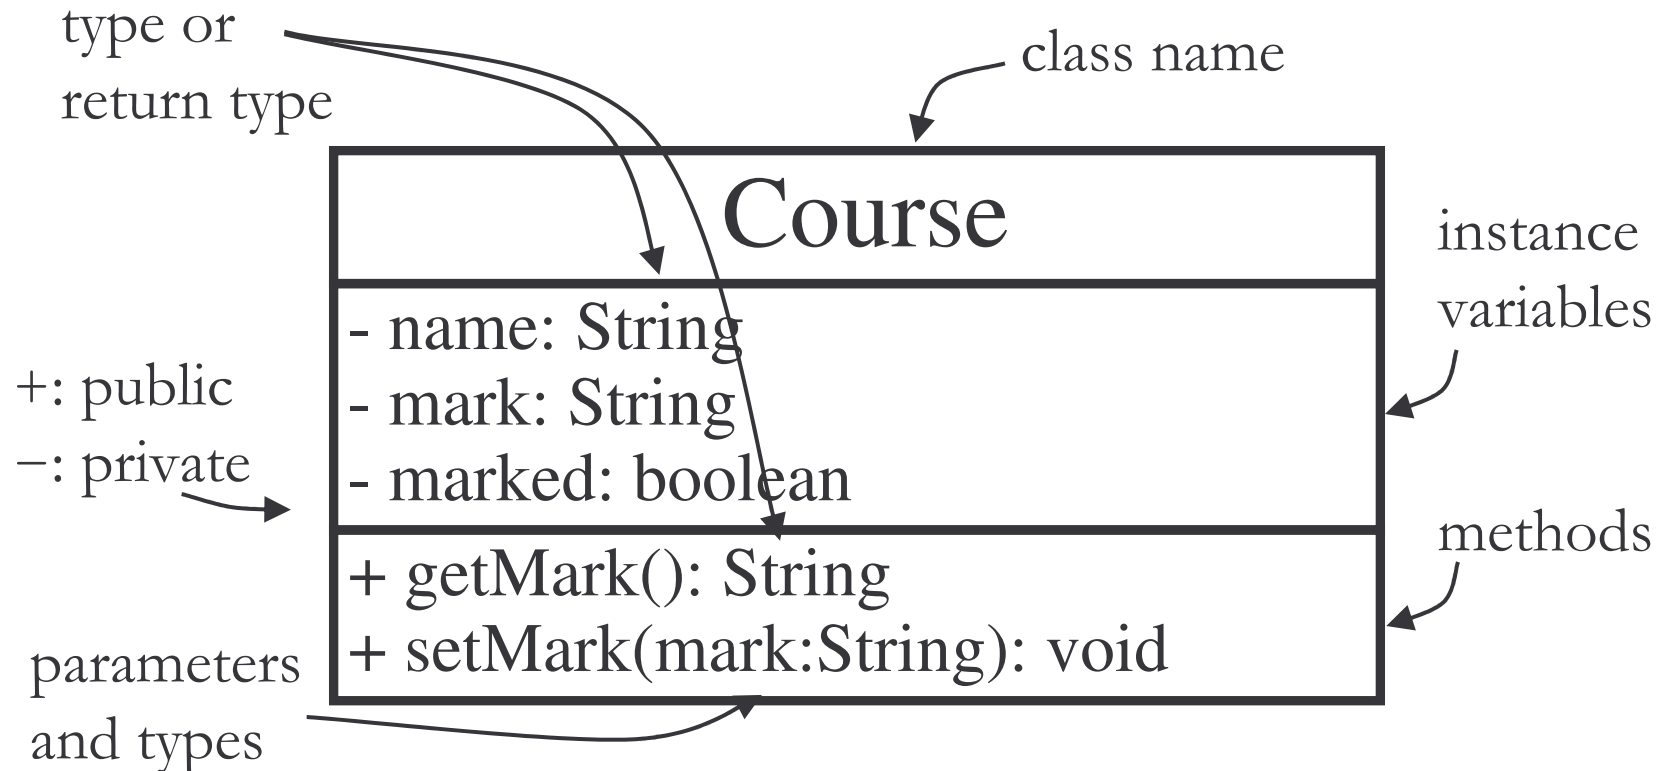 type or
return type
class name
Course
instance
variables
- name: String
- mark: String
- marked: boolean
+: public
−: private
methods
+ getMark(): String
+ setMark(mark:String): void
parameters
and types